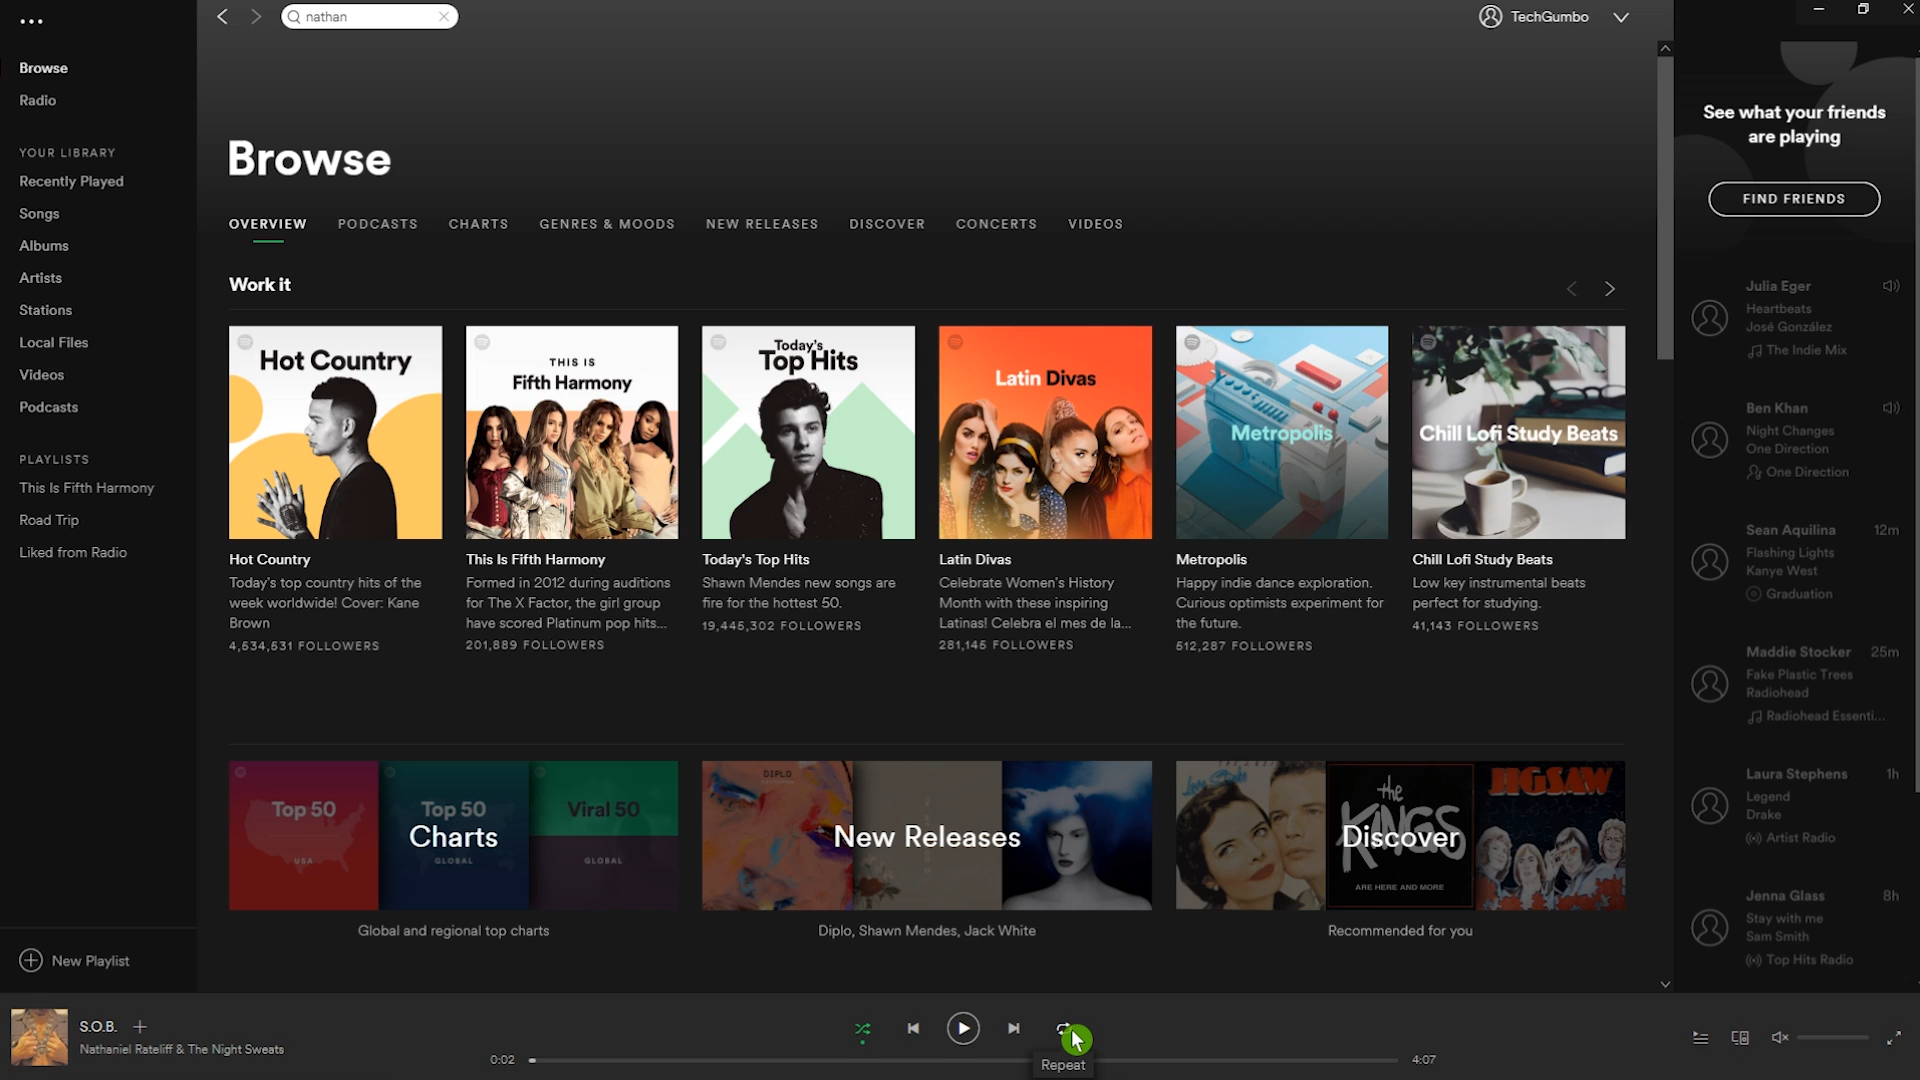 nathan
TechGumbo
Browse
Radio
YOUR LIBRARY
Recently Played
Songs
Albums
Artists
Stations
Local Files
Videos
Podcasts
PLAYLISTS
This Is Fifth Harmony
Road Trip
Liked from Radio
New Playlist
Browse
OVERVIEW
PODCASTS
CHARTS
GENRES & MOODS
NEW RELEASES
DISCOVER
CONCERTS
VIDEOS
Work it
Hot Country
Hot Country
Today's top country hits of the
week worldwide! Cover: Kane
Brown
4,534,531 FOLLOWERS
THIS IS
Fifth Harmony
This Is Fifth Harmony
Formed in 2012 during auditions
for The X Factor, the girl group
have scored Platinum pop hits...
201,889 FOLLOWERS
Today's
Top Hits
Today's Top Hits
Shawn Mendes new songs are
fire for the hottest 50.
19,445,302 FOLLOWERS
Latin Divas
Latin Divas
Celebrate Women's History
Month with these inspiring
Latinas! Celebra el mes de la...
281,145 FOLLOWERS
Metropolis
Metropolis
Happy indie dance exploration.
Curious optimists experiment for
the future.
512,287 FOLLOWERS
Chill Lofi Study Beats
Chill Lofi Study Beats
Low key instrumental beats
perfect for studying.
41,143 FOLLOWERS
Top 50
USA
Top 50
GLOBAL
Viral 50
GLOBAL
Charts
Global and regional top charts
DIPLO
New Releases
Diplo, Shawn Mendes, Jack White
the
KINGS
ARE HERE AND MORE
JIGSAW
Discover
Recommended for you
See what your friends
are playing
FIND FRIENDS
Julia Eger
Heartbeats
José González
The Indie Mix
Ben Khan
Night Changes
One Direction
One Direction
Sean Aquilina 12m
Flashing Lights
Kanye West
Graduation
Maddie Stocker 25m
Fake Plastic Trees
Radiohead
Radiohead Essenti...
Laura Stephens 1h
Legend
Drake
Artist Radio
Jenna Glass 8h
Stay with me
Sam Smith
Top Hits Radio
S.O.B.
Nathaniel Rateliff & The Night Sweats
0:02
4:07
Repeat